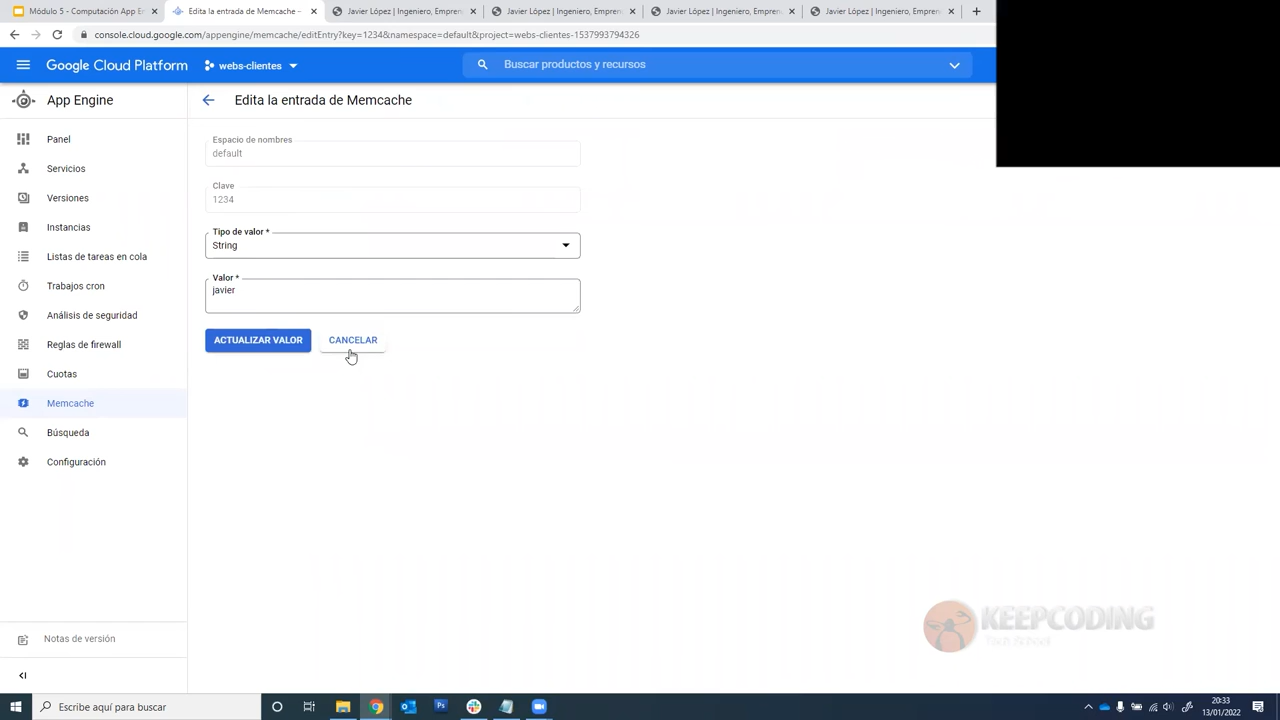 Módulo 5 - Computación App En
Edita la entrada de Memcache –
Javier López | Ingeniero, Empren
Javier López | Ingeniero, Empren
Javier López | Ingeniero, Empren
Javier López | Ingeniero, Empren
console.cloud.google.com/appengine/memcache/editEntry?key=1234&namespace=default&project=webs-clientes-1537993794326
Google Cloud Platform
webs-clientes
Buscar productos y recursos
App Engine
Edita la entrada de Memcache
Panel
Servicios
Versiones
Instancias
Listas de tareas en cola
Trabajos cron
Análisis de seguridad
Reglas de firewall
Cuotas
Memcache
Búsqueda
Configuración
Notas de versión
Espacio de nombres
default
Clave
1234
Tipo de valor *
String
Valor *
javier
ACTUALIZAR VALOR
CANCELAR
KEEPCODING
Tech School
Escribe aquí para buscar
20:33
13/01/2022